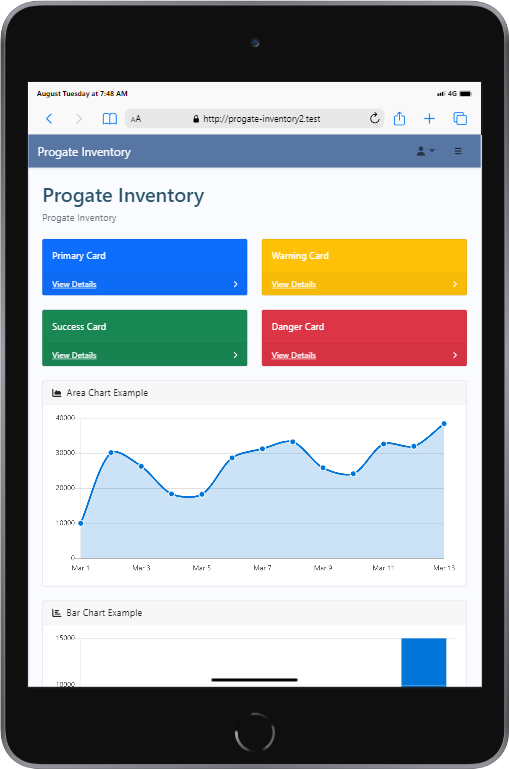 August Tuesday at 7:48 AM 4G
AA http://progate-inventory2.test
Progate Inventory
Progate Inventory
Progate Inventory
Primary Card
View Details
Warning Card
View Details
Success Card
View Details
Danger Card
View Details
Area Chart Example
40000
30000
20000
10000
0
Mar 1 Mar 3 Mar 5 Mar 7 Mar 9 Mar 11 Mar 13
Bar Chart Example
15000
10000